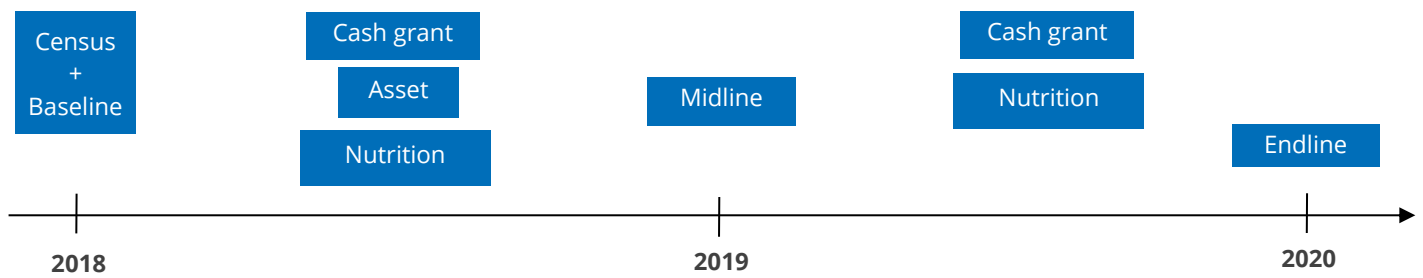 Census
+
Baseline
Cash grant
Asset
Nutrition
Midline
Cash grant
Nutrition
Endline
2018
2019
2020